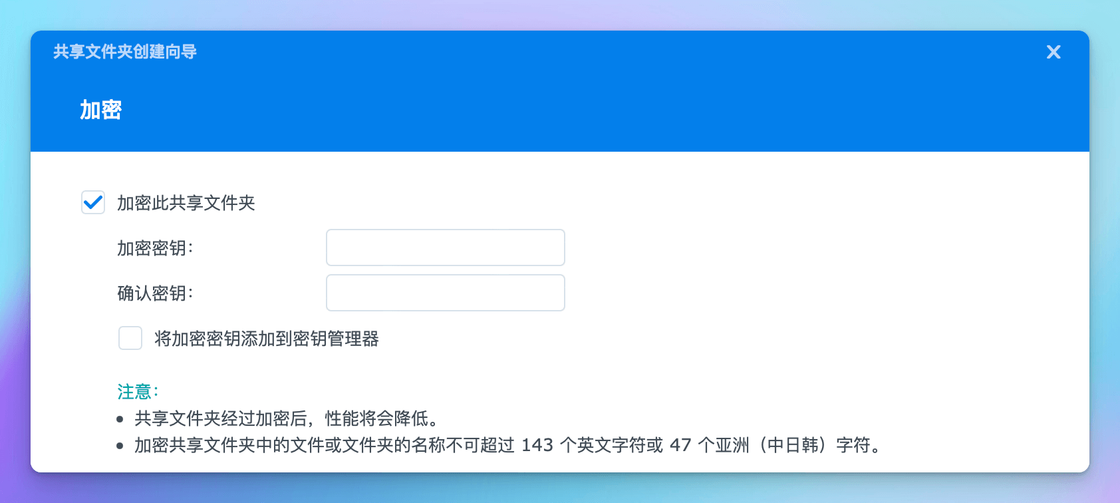 共享文件夹创建向导
加密
加密此共享文件夹
加密密钥:
确认密钥:
将加密密钥添加到密钥管理器
注意:
• 共享文件夹经过加密后，性能将会降低。
• 加密共享文件夹中的文件或文件夹的名称不可超过 143 个英文字符或 47 个亚洲（中日韩）字符。